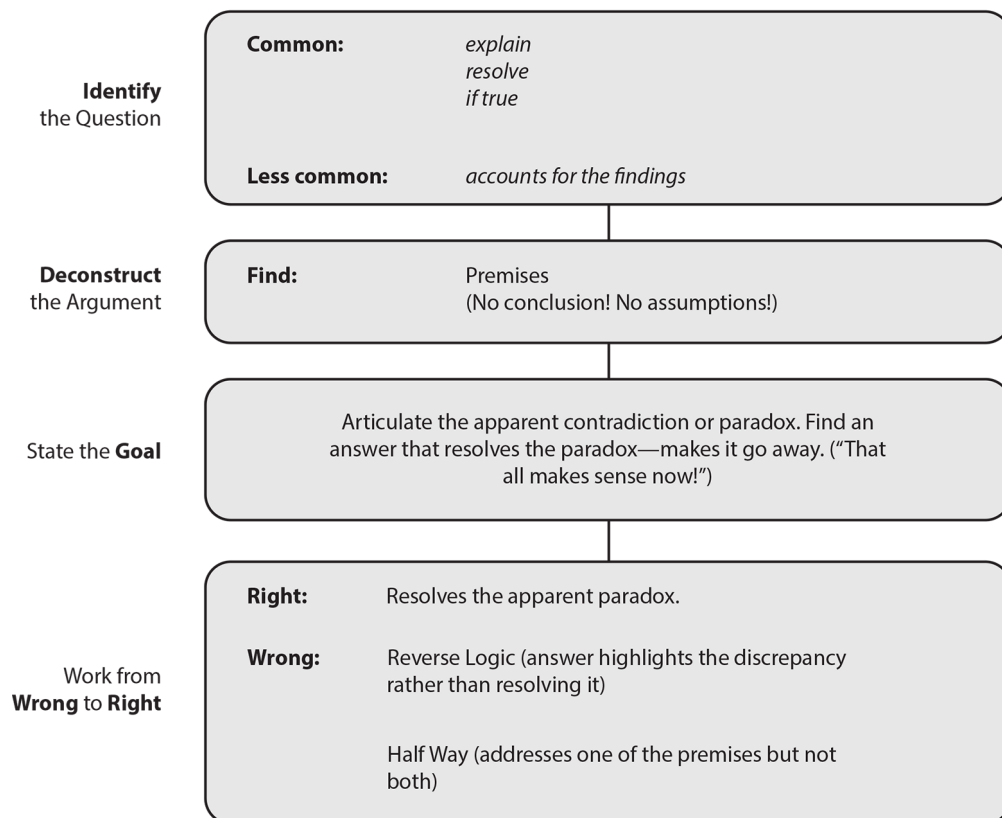 Identify
the Question
Common: explain
resolve
if true
Less common: accounts for the findings
Deconstruct
the Argument
Find: Premises
(No conclusion! No assumptions!)
State the Goal
Articulate the apparent contradiction or paradox. Find an
answer that resolves the paradox—makes it go away. (“That
all makes sense now!”)
Work from
Wrong to Right
Right: Resolves the apparent paradox.
Wrong: Reverse Logic (answer highlights the discrepancy
rather than resolving it)
Half Way (addresses one of the premises but not
both)